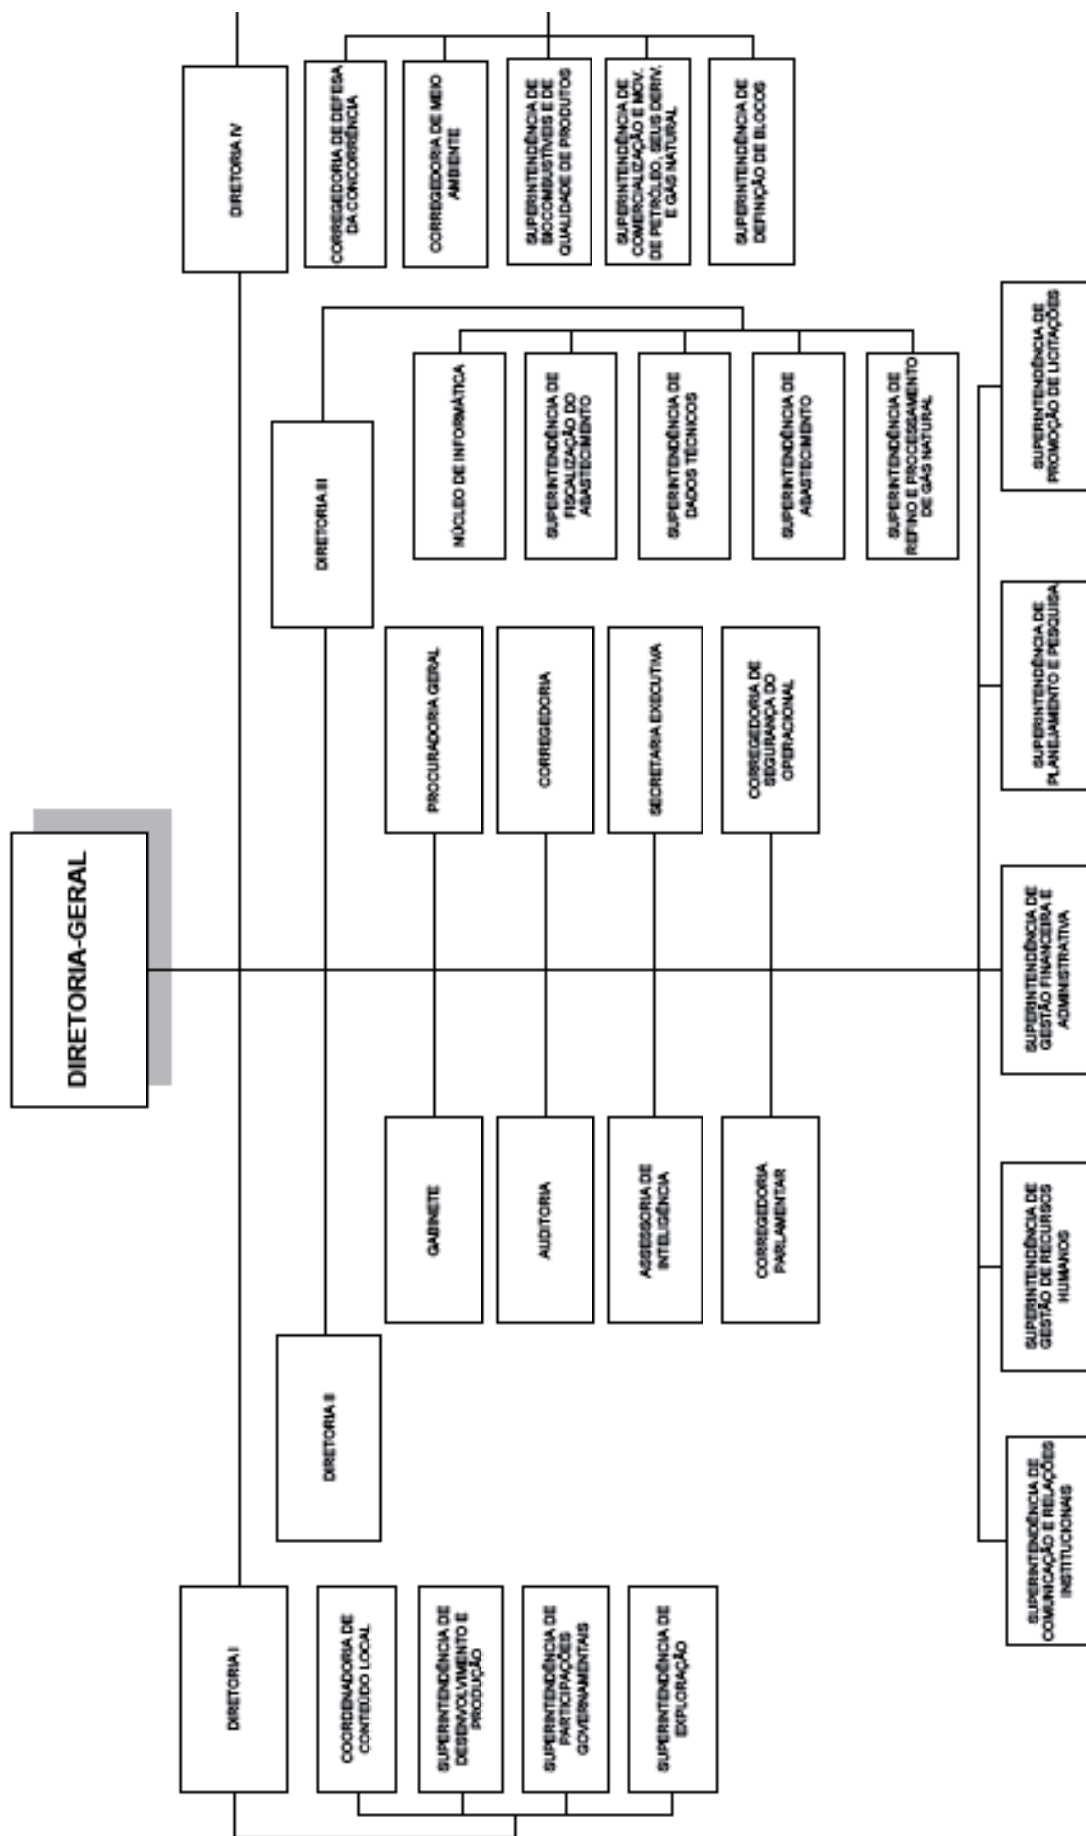 DIRETORIA-GERAL
DIRETORIA I
COORDENADORIA DE
CONTEÚDO LOCAL
SUPERINTENDÊNCIA DE
DESENVOLVIMENTO E
PRODUÇÃO
SUPERINTENDÊNCIA DE
PARTICIPAÇÕES
GOVERNAMENTAIS
SUPERINTENDÊNCIA DE
EXPLORAÇÃO
DIRETORIA II
GABINETE
AUDITORIA
ASSESSORIA DE
INTELIGÊNCIA
CORREGEDORIA
PARLAMENTAR
PROCURADORIA GERAL
CORREGEDORIA
SECRETARIA EXECUTIVA
CORREGEDORIA DE
SEGURANÇA DO
OPERACIONAL
DIRETORIA III
NÚCLEO DE INFORMÁTICA
SUPERINTENDÊNCIA DE
FISCALIZAÇÃO DO
ABASTECIMENTO
SUPERINTENDÊNCIA DE
DADOS TÉCNICOS
SUPERINTENDÊNCIA DE
ABASTECIMENTO
SUPERINTENDÊNCIA DE
REFINO E PROCESSAMENTO
DE GÁS NATURAL
DIRETORIA IV
CORREGEDORIA DE DEFESA
DA CONCORRÊNCIA
CORREGEDORIA DE MEIO
AMBIENTE
SUPERINTENDÊNCIA DE
BIOCOMBUSTÍVEIS E DE
QUALIDADE DE PRODUTOS
SUPERINTENDÊNCIA DE
COMERCIALIZAÇÃO E MOV.
DE PETRÓLEO, SEUS DERIV.
E GÁS NATURAL
SUPERINTENDÊNCIA DE
DEFINIÇÃO DE BLOCOS
SUPERINTENDÊNCIA DE
COMUNICAÇÃO E RELAÇÕES
INSTITUCIONAIS
SUPERINTENDÊNCIA DE
GESTÃO DE RECURSOS
HUMANOS
SUPERINTENDÊNCIA DE
GESTÃO FINANCEIRA E
ADMINISTRATIVA
SUPERINTENDÊNCIA DE
PLANEJAMENTO E PESQUISA
SUPERINTENDÊNCIA DE
PROMOÇÃO DE LICITAÇÕES